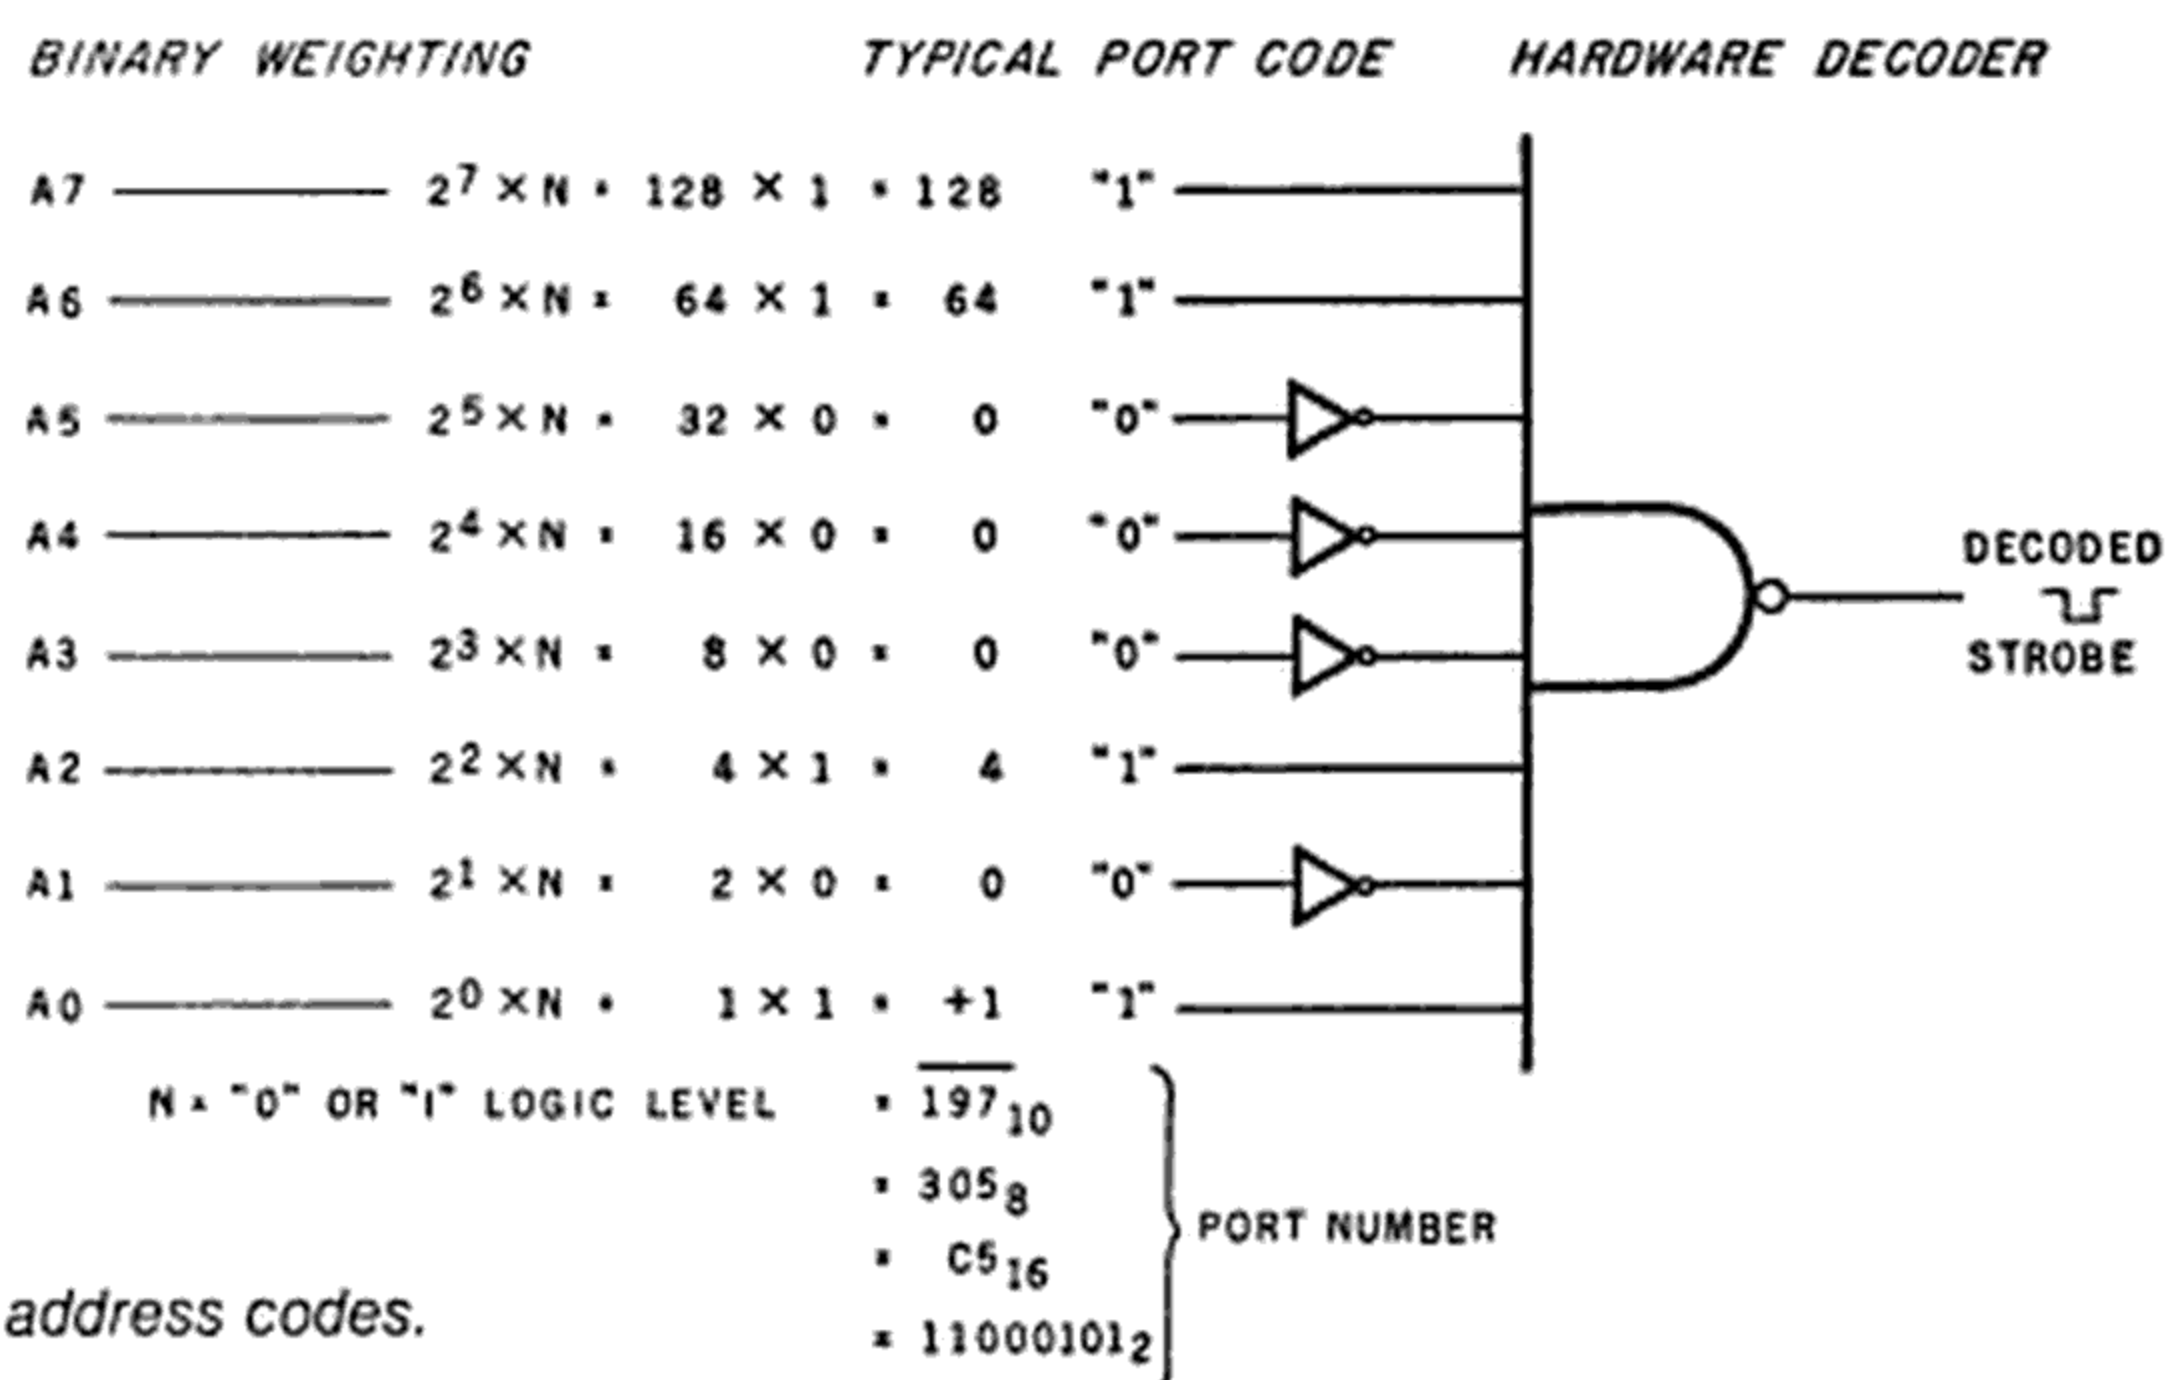 BINARY WEIGHTING TYPICAL PORT CODE HARDWARE DECODER
A7 2⁷ × N = 128 × 1 = 128 "1"
A6 2⁶ × N = 64 × 1 = 64 "1"
A5 2⁵ × N = 32 × 0 = 0 "0"
A4 2⁴ × N = 16 × 0 = 0 "0"
DECODED
A3 2³ × N = 8 × 0 = 0 "0"
STROBE
A2 2² × N = 4 × 1 = 4 "1"
A1 2¹ × N = 2 × 0 = 0 "0"
A0 2⁰ × N = 1 × 1 = +1 "1"
N = "0" OR "1" LOGIC LEVEL = 197₁₀
= 305₈
PORT NUMBER
= C5₁₆
= 11000101₂
address codes.